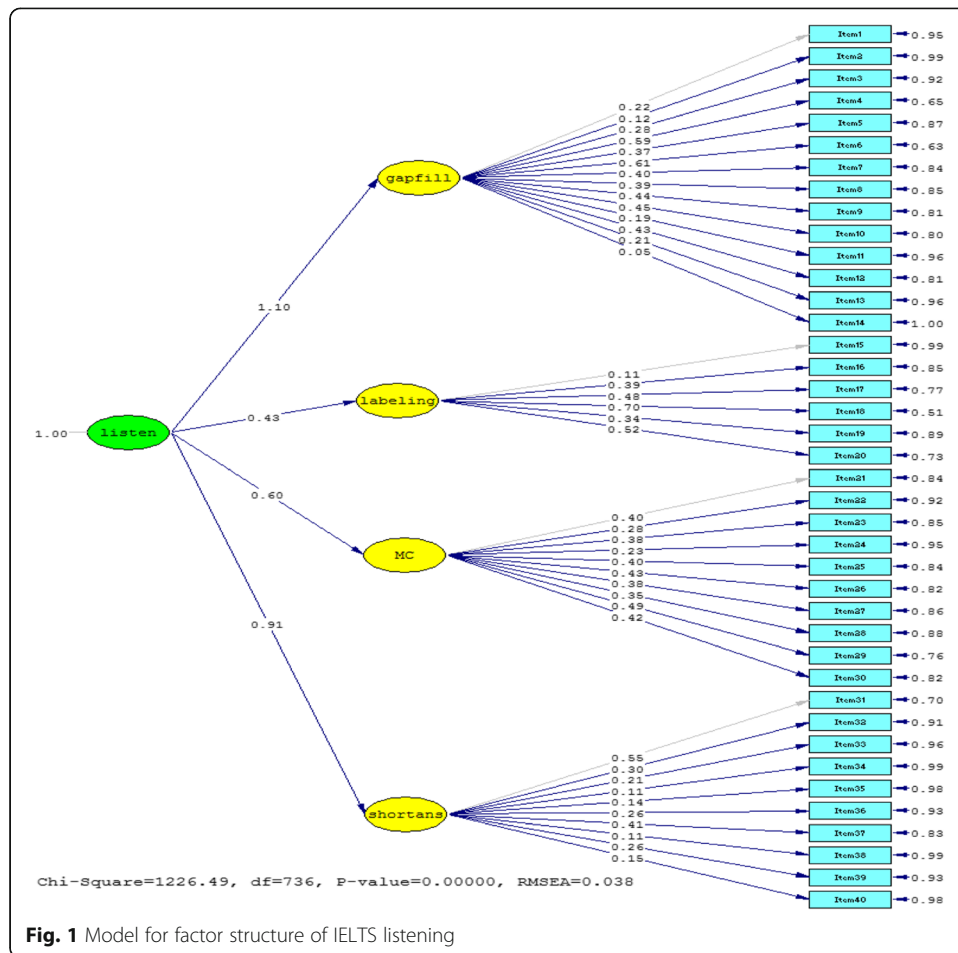 Item1 0.95
Item2 0.99
Item3 0.92
Item4 0.65
Item5 0.87
Item6 0.63
Item7 0.84
Item8 0.85
Item9 0.81
Item10 0.80
Item11 0.96
Item12 0.81
Item13 0.96
Item14 1.00
0.22
0.12
0.28
0.59
0.37
0.61
0.40
0.39
0.44
0.45
0.19
0.43
0.21
0.05
gapfill
1.10
Item15 0.99
Item16 0.85
Item17 0.77
Item18 0.51
Item19 0.89
Item20 0.73
0.11
0.39
0.48
0.70
0.34
0.52
labeling
0.43
1.00 listen
0.60
Item21 0.84
Item22 0.92
Item23 0.85
Item24 0.95
Item25 0.84
Item26 0.82
Item27 0.86
Item28 0.88
Item29 0.76
Item30 0.82
0.40
0.28
0.38
0.23
0.40
0.43
0.38
0.35
0.49
0.42
MC
0.91
Item31 0.70
Item32 0.91
Item33 0.96
Item34 0.99
Item35 0.98
Item36 0.93
Item37 0.83
Item38 0.99
Item39 0.93
Item40 0.98
0.55
0.30
0.21
0.11
0.14
0.26
0.41
0.11
0.26
0.15
shortans
Chi-Square=1226.49, df=736, P-value=0.00000, RMSEA=0.038
Fig. 1 Model for factor structure of IELTS listening